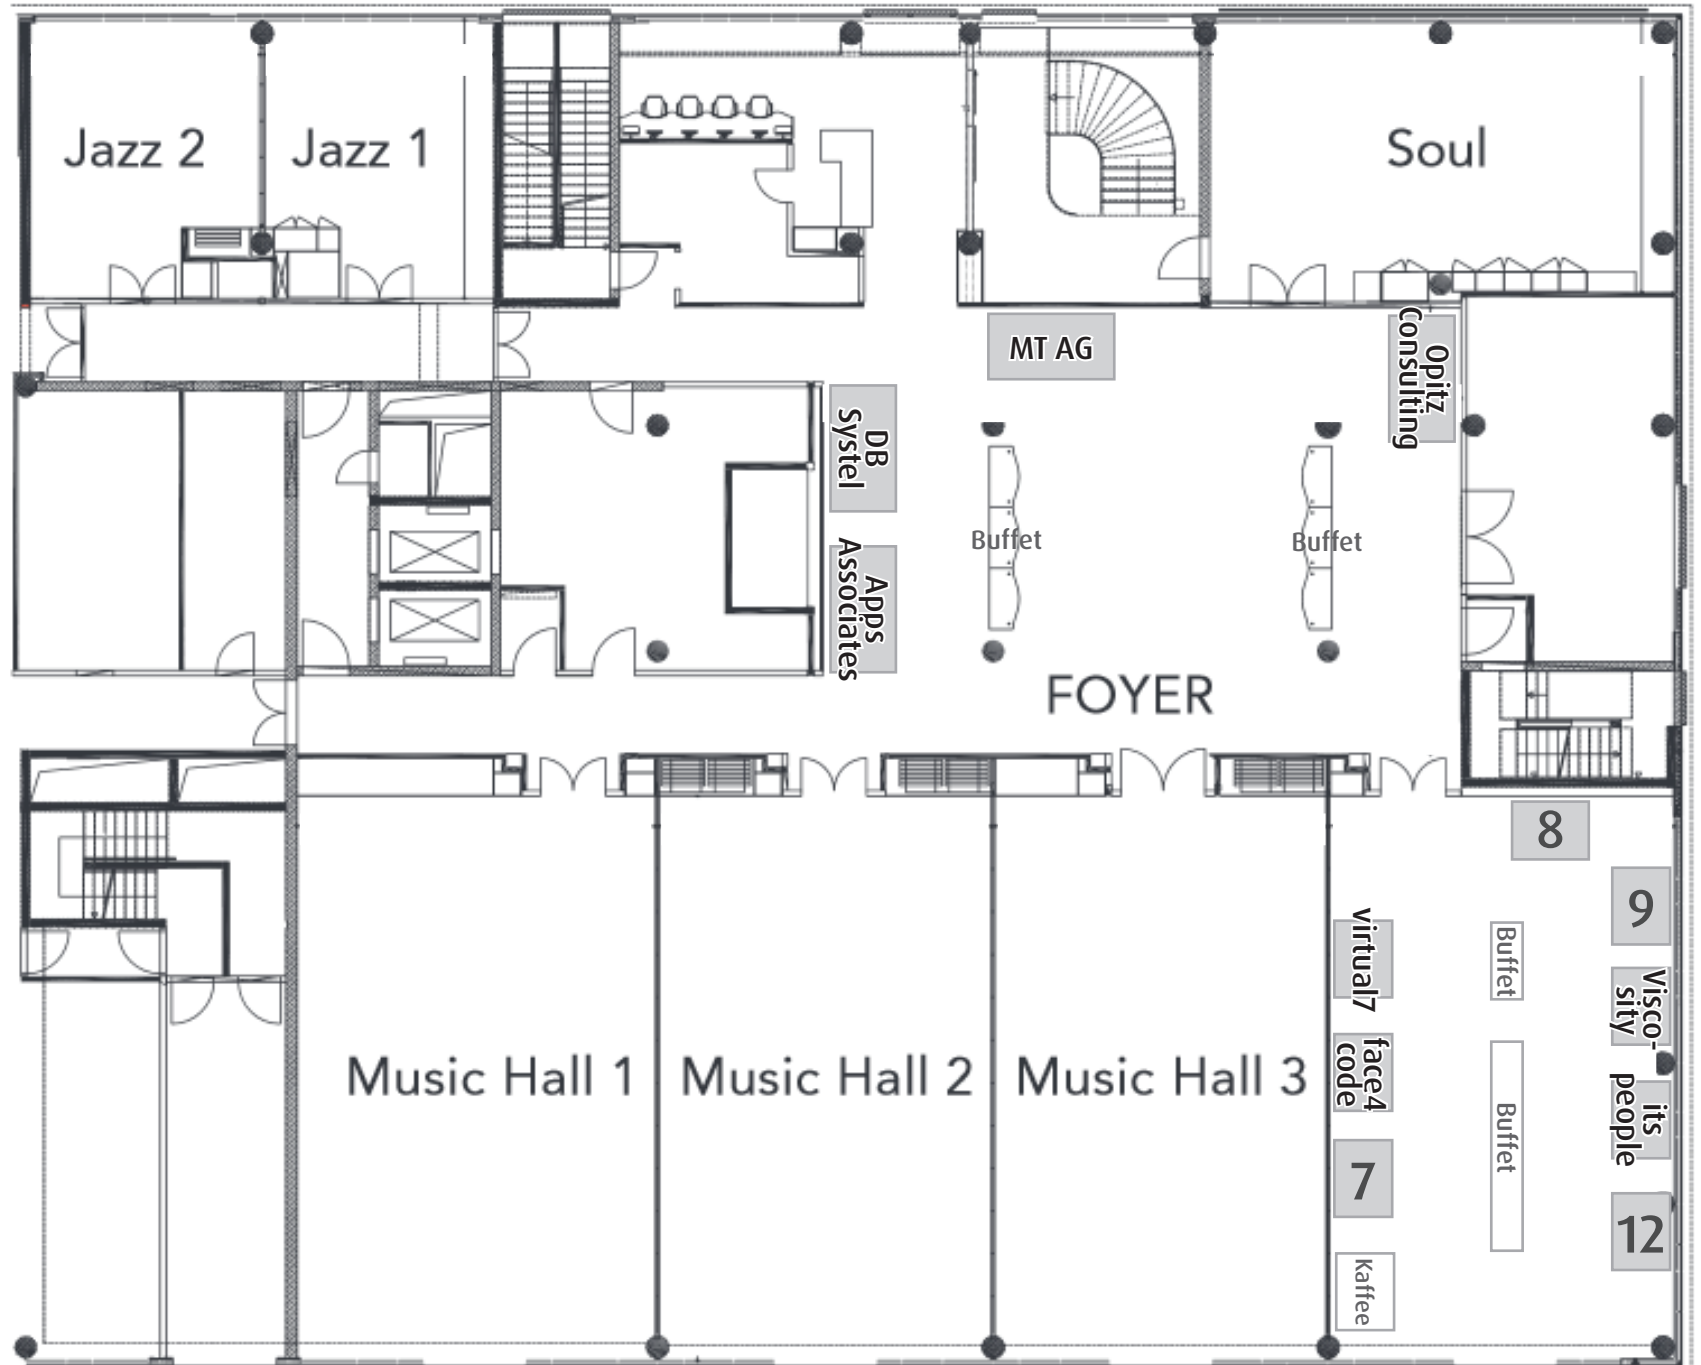 Jazz 2
Jazz 1
Soul
MT AG
Opitz
Consulting
DB
Systel
Apps
Associates
Buffet
Buffet
FOYER
8
9
virtual7
Buffet
Visco-
sity
Music Hall 1
Music Hall 2
Music Hall 3
face4
code
Buffet
its
people
7
12
Kaffee